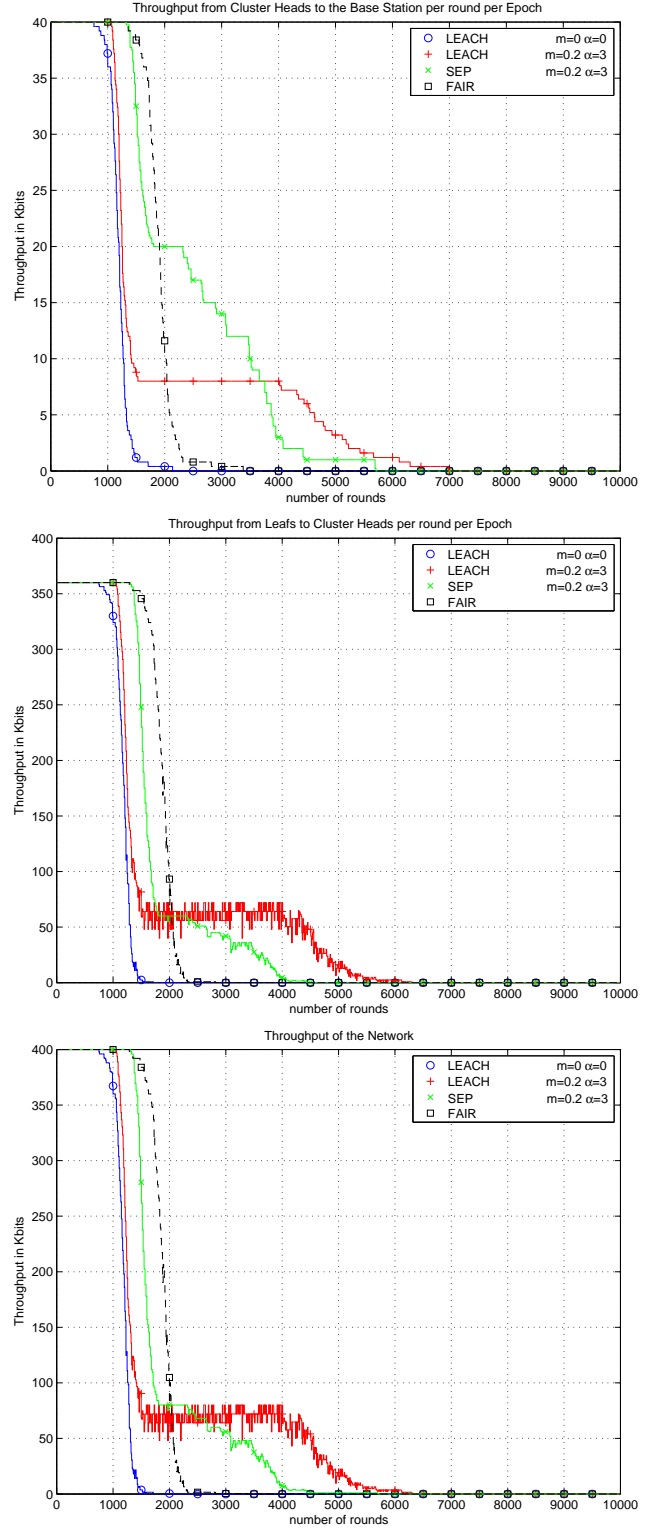 Throughput from Cluster Heads to the Base Station per round per Epoch
40
35
30
25
20
15
10
5
0
Throughput in Kbits
LEACH m=0 α=0
LEACH m=0.2 α=3
SEP m=0.2 α=3
FAIR
0 1000 2000 3000 4000 5000 6000 7000 8000 9000 10000
number of rounds
Throughput from Leafs to Cluster Heads per round per Epoch
400
350
300
250
200
150
100
50
0
Throughput in Kbits
LEACH m=0 α=0
LEACH m=0.2 α=3
SEP m=0.2 α=3
FAIR
0 1000 2000 3000 4000 5000 6000 7000 8000 9000 10000
number of rounds
Throughput of the Network
400
350
300
250
200
150
100
50
0
Throughput in Kbits
LEACH m=0 α=0
LEACH m=0.2 α=3
SEP m=0.2 α=3
FAIR
0 1000 2000 3000 4000 5000 6000 7000 8000 9000 10000
number of rounds